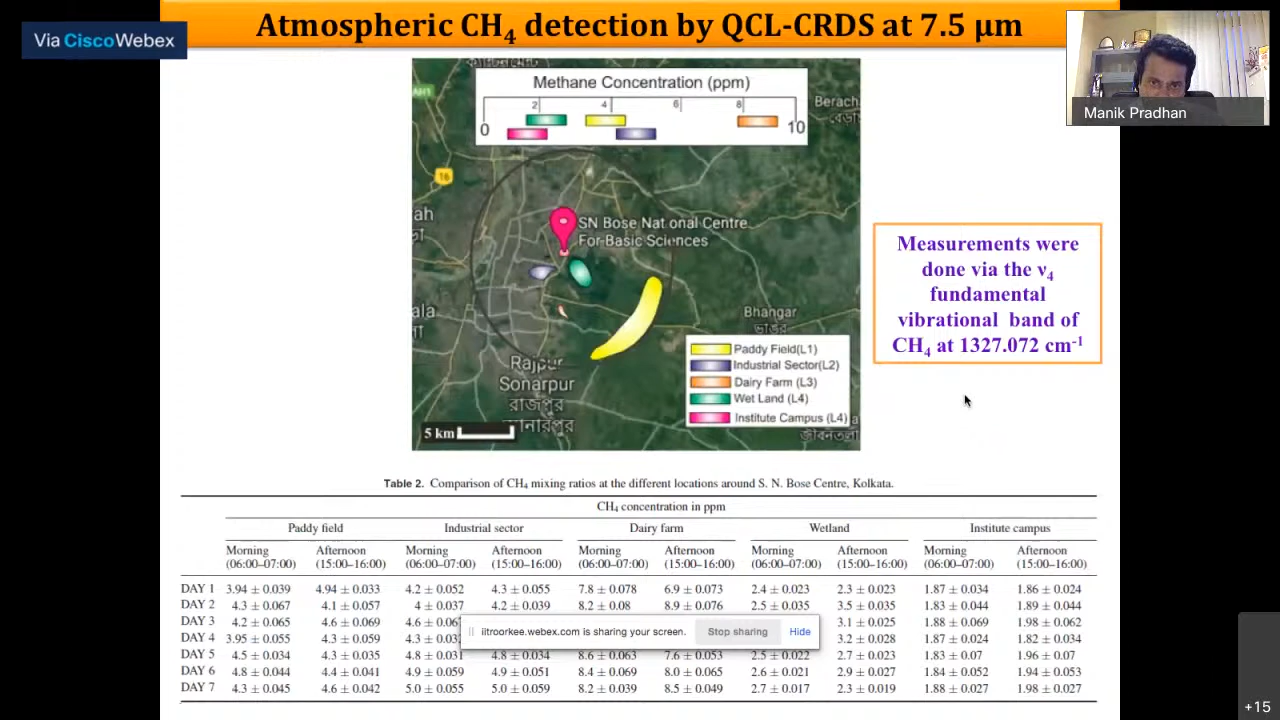 Atmospheric CH₄ detection by QCL-CRDS at 7.5 μm
Via Cisco Webex
Manik Pradhan
Methane Concentration (ppm)
0 2 4 6 8 10
16
SN Bose Nat onal Centre
For Basic Sciences
Bhangar
ভাঙর
Rajpur
Sonarpur
রাজপুর
5 km
Paddy Field(L1)
Industrial Sector(L2)
Dairy Farm (L3)
Wet Land (L4)
Institute Campus (L4)
Measurements were
done via the ν₄
fundamental
vibrational band of
CH₄ at 1327.072 cm⁻¹
Table 2. Comparison of CH₄ mixing ratios at the different locations around S. N. Bose Centre, Kolkata.
CH₄ concentration in ppm
Paddy field Industrial sector Dairy farm Wetland Institute campus
Morning Afternoon Morning Afternoon Morning Afternoon Morning Afternoon Morning Afternoon
(06:00–07:00) (15:00–16:00) (06:00–07:00) (15:00–16:00) (06:00–07:00) (15:00–16:00) (06:00–07:00) (15:00–16:00) (06:00–07:00) (15:00–16:00)
DAY 1 3.94 ± 0.039 4.94 ± 0.033 4.2 ± 0.052 4.3 ± 0.055 7.8 ± 0.078 6.9 ± 0.073 2.4 ± 0.023 2.3 ± 0.023 1.87 ± 0.034 1.86 ± 0.024
DAY 2 4.3 ± 0.067 4.1 ± 0.057 4 ± 0.037 4.2 ± 0.039 8.2 ± 0.08 8.9 ± 0.076 2.5 ± 0.035 3.5 ± 0.035 1.83 ± 0.044 1.89 ± 0.044
DAY 3 4.2 ± 0.065 4.6 ± 0.069 4.6 ± 3.1 ± 0.025 1.88 ± 0.069 1.98 ± 0.062
iitroorkee.webex.com is sharing your screen. Stop sharing Hide
DAY 4 3.95 ± 0.055 4.3 ± 0.059 4.3 ± 3.2 ± 0.028 1.87 ± 0.024 1.82 ± 0.034
DAY 5 4.5 ± 0.034 4.3 ± 0.035 4.8 ± 0.031 4.8 ± 0.034 8.6 ± 0.063 7.6 ± 0.053 2.5 ± 0.022 2.7 ± 0.023 1.83 ± 0.07 1.96 ± 0.07
DAY 6 4.8 ± 0.044 4.4 ± 0.041 4.9 ± 0.059 4.9 ± 0.051 8.4 ± 0.069 8.0 ± 0.065 2.6 ± 0.021 2.9 ± 0.027 1.84 ± 0.052 1.94 ± 0.053
DAY 7 4.3 ± 0.045 4.6 ± 0.042 5.0 ± 0.055 5.0 ± 0.059 8.2 ± 0.039 8.5 ± 0.049 2.7 ± 0.017 2.3 ± 0.019 1.88 ± 0.027 1.98 ± 0.027
+15